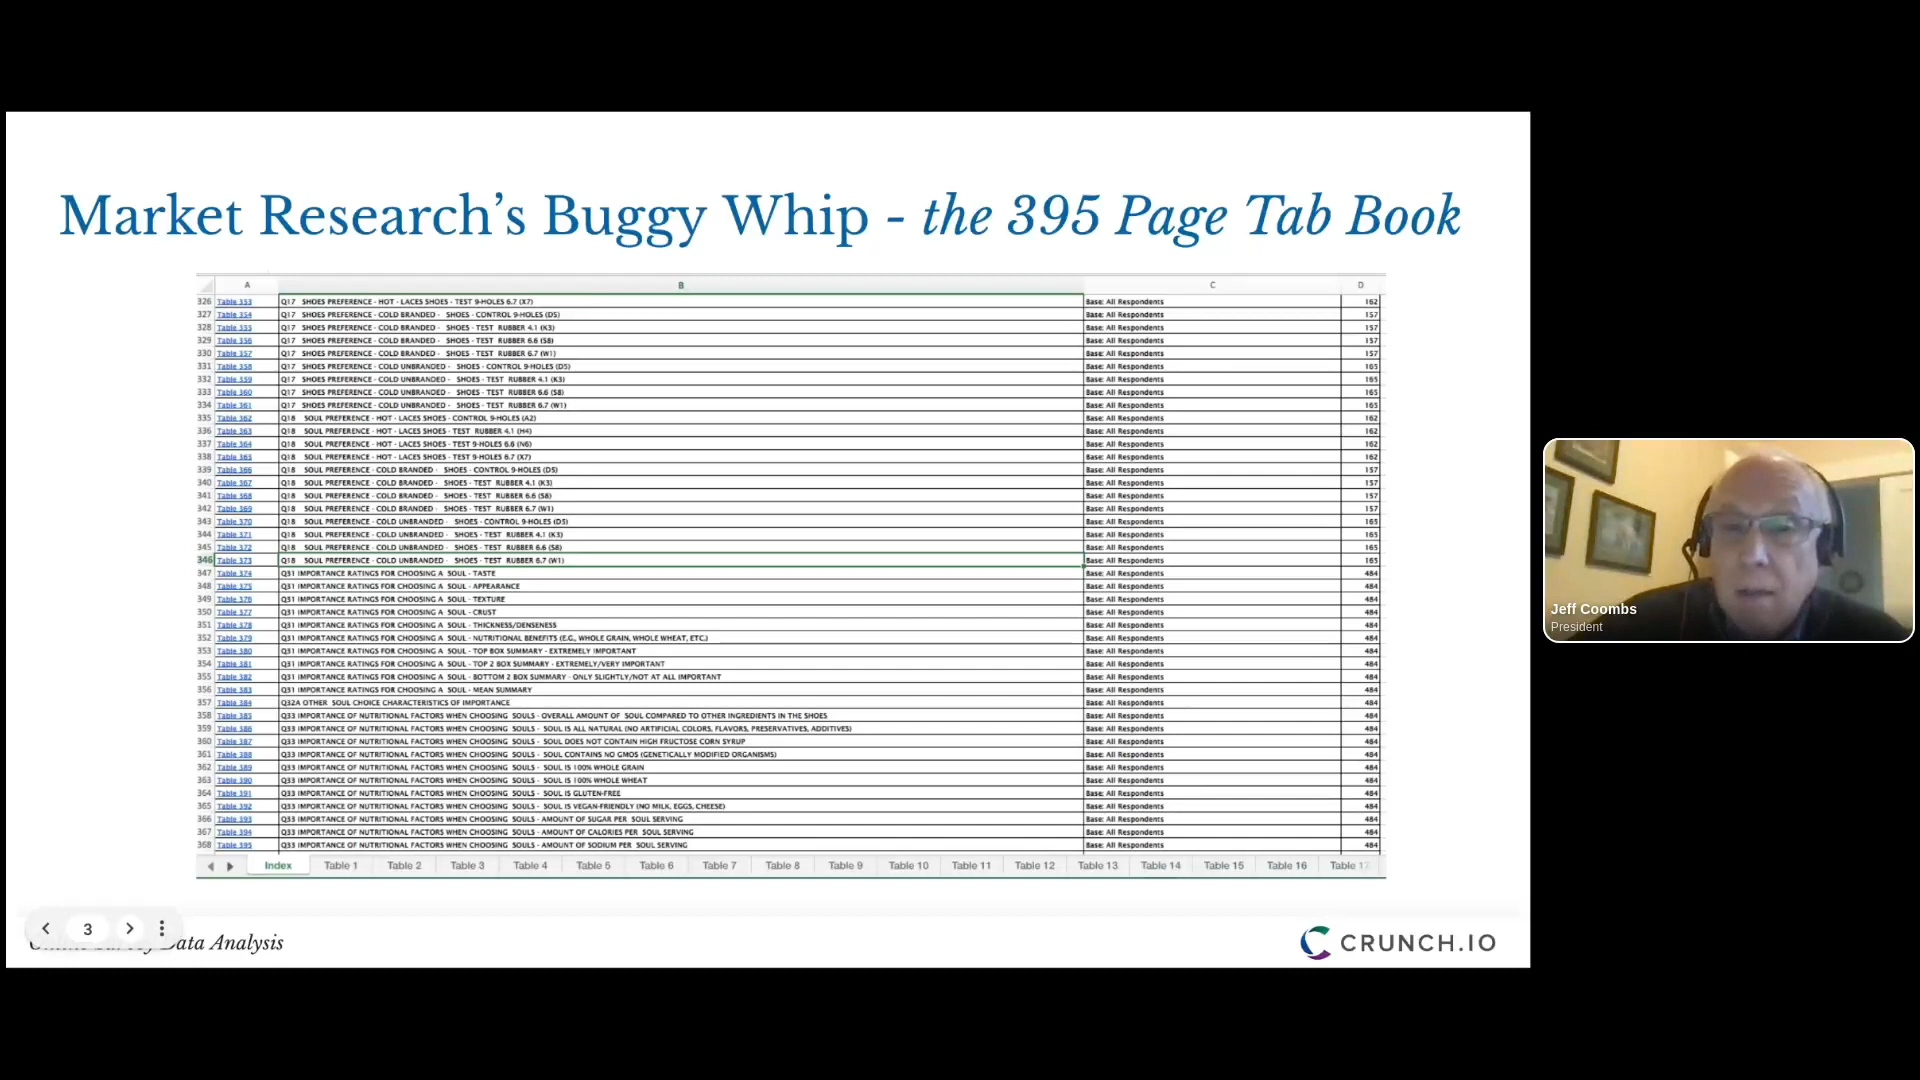 Market Research's Buggy Whip - the 395 Page Tab Book
A B C D
326 Table 353 Q17 SHOES PREFERENCE - HOT - LACES SHOES - TEST 9-HOLES 6.7 (X7) Base: All Respondents 162
327 Table 354 Q17 SHOES PREFERENCE - COLD BRANDED - SHOES - CONTROL 9-HOLES (D5) Base: All Respondents 157
328 Table 355 Q17 SHOES PREFERENCE - COLD BRANDED - SHOES - TEST RUBBER 4.1 (K3) Base: All Respondents 157
329 Table 356 Q17 SHOES PREFERENCE - COLD BRANDED - SHOES - TEST RUBBER 6.6 (S8) Base: All Respondents 157
330 Table 357 Q17 SHOES PREFERENCE - COLD BRANDED - SHOES - TEST RUBBER 6.7 (W1) Base: All Respondents 157
331 Table 358 Q17 SHOES PREFERENCE - COLD UNBRANDED - SHOES - CONTROL 9-HOLES (D5) Base: All Respondents 165
332 Table 359 Q17 SHOES PREFERENCE - COLD UNBRANDED - SHOES - TEST RUBBER 4.1 (K3) Base: All Respondents 165
333 Table 360 Q17 SHOES PREFERENCE - COLD UNBRANDED - SHOES - TEST RUBBER 6.6 (S8) Base: All Respondents 165
334 Table 361 Q17 SHOES PREFERENCE - COLD UNBRANDED - SHOES - TEST RUBBER 6.7 (W1) Base: All Respondents 165
335 Table 362 Q18 SOUL PREFERENCE - HOT - LACES SHOES - CONTROL 9-HOLES (A2) Base: All Respondents 162
336 Table 363 Q18 SOUL PREFERENCE - HOT - LACES SHOES - TEST RUBBER 4.1 (H4) Base: All Respondents 162
337 Table 364 Q18 SOUL PREFERENCE - HOT - LACES SHOES - TEST 9-HOLES 6.6 (N6) Base: All Respondents 162
338 Table 365 Q18 SOUL PREFERENCE - HOT - LACES SHOES - TEST 9-HOLES 6.7 (X7) Base: All Respondents 162
339 Table 366 Q18 SOUL PREFERENCE - COLD BRANDED - SHOES - CONTROL 9-HOLES (D5) Base: All Respondents 157
340 Table 367 Q18 SOUL PREFERENCE - COLD BRANDED - SHOES - TEST RUBBER 4.1 (K3) Base: All Respondents 157
341 Table 368 Q18 SOUL PREFERENCE - COLD BRANDED - SHOES - TEST RUBBER 6.6 (S8) Base: All Respondents 157
342 Table 369 Q18 SOUL PREFERENCE - COLD BRANDED - SHOES - TEST RUBBER 6.7 (W1) Base: All Respondents 157
343 Table 370 Q18 SOUL PREFERENCE - COLD UNBRANDED - SHOES - CONTROL 9-HOLES (D5) Base: All Respondents 165
344 Table 371 Q18 SOUL PREFERENCE - COLD UNBRANDED - SHOES - TEST RUBBER 4.1 (K3) Base: All Respondents 165
345 Table 372 Q18 SOUL PREFERENCE - COLD UNBRANDED - SHOES - TEST RUBBER 6.6 (S8) Base: All Respondents 165
346 Table 373 Q18 SOUL PREFERENCE - COLD UNBRANDED - SHOES - TEST RUBBER 6.7 (W1) Base: All Respondents 165
347 Table 374 Q31 IMPORTANCE RATINGS FOR CHOOSING A SOUL - TASTE Base: All Respondents 484
348 Table 375 Q31 IMPORTANCE RATINGS FOR CHOOSING A SOUL - APPEARANCE Base: All Respondents 484
349 Table 376 Q31 IMPORTANCE RATINGS FOR CHOOSING A SOUL - TEXTURE Base: All Respondents 484
350 Table 377 Q31 IMPORTANCE RATINGS FOR CHOOSING A SOUL - CRUST Base: All Respondents 484
351 Table 378 Q31 IMPORTANCE RATINGS FOR CHOOSING A SOUL - THICKNESS/DENSENESS Base: All Respondents 484
352 Table 379 Q31 IMPORTANCE RATINGS FOR CHOOSING A SOUL - NUTRITIONAL BENEFITS (E.G., WHOLE GRAIN, WHOLE WHEAT, ETC.) Base: All Respondents 484
353 Table 380 Q31 IMPORTANCE RATINGS FOR CHOOSING A SOUL - TOP BOX SUMMARY - EXTREMELY IMPORTANT Base: All Respondents 484
354 Table 381 Q31 IMPORTANCE RATINGS FOR CHOOSING A SOUL - TOP 2 BOX SUMMARY - EXTREMELY/VERY IMPORTANT Base: All Respondents 484
355 Table 382 Q31 IMPORTANCE RATINGS FOR CHOOSING A SOUL - BOTTOM 2 BOX SUMMARY - ONLY SLIGHTLY/NOT AT ALL IMPORTANT Base: All Respondents 484
356 Table 383 Q31 IMPORTANCE RATINGS FOR CHOOSING A SOUL - MEAN SUMMARY Base: All Respondents 484
357 Table 384 Q32A OTHER SOUL CHOICE CHARACTERISTICS OF IMPORTANCE Base: All Respondents 484
358 Table 385 Q33 IMPORTANCE OF NUTRITIONAL FACTORS WHEN CHOOSING SOULS - OVERALL AMOUNT OF SOUL COMPARED TO OTHER INGREDIENTS IN THE SHOES Base: All Respondents 484
359 Table 386 Q33 IMPORTANCE OF NUTRITIONAL FACTORS WHEN CHOOSING SOULS - SOUL IS ALL NATURAL (NO ARTIFICIAL COLORS, FLAVORS, PRESERVATIVES, ADDITIVES) Base: All Respondents 484
360 Table 387 Q33 IMPORTANCE OF NUTRITIONAL FACTORS WHEN CHOOSING SOULS - SOUL DOES NOT CONTAIN HIGH FRUCTOSE CORN SYRUP Base: All Respondents 484
361 Table 388 Q33 IMPORTANCE OF NUTRITIONAL FACTORS WHEN CHOOSING SOULS - SOUL CONTAINS NO GMOS (GENETICALLY MODIFIED ORGANISMS) Base: All Respondents 484
362 Table 389 Q33 IMPORTANCE OF NUTRITIONAL FACTORS WHEN CHOOSING SOULS - SOUL IS 100% WHOLE GRAIN Base: All Respondents 484
363 Table 390 Q33 IMPORTANCE OF NUTRITIONAL FACTORS WHEN CHOOSING SOULS - SOUL IS 100% WHOLE WHEAT Base: All Respondents 484
364 Table 391 Q33 IMPORTANCE OF NUTRITIONAL FACTORS WHEN CHOOSING SOULS - SOUL IS GLUTEN-FREE Base: All Respondents 484
365 Table 392 Q33 IMPORTANCE OF NUTRITIONAL FACTORS WHEN CHOOSING SOULS - SOUL IS VEGAN-FRIENDLY (NO MILK, EGGS, CHEESE) Base: All Respondents 484
366 Table 393 Q33 IMPORTANCE OF NUTRITIONAL FACTORS WHEN CHOOSING SOULS - AMOUNT OF SUGAR PER SOUL SERVING Base: All Respondents 484
367 Table 394 Q33 IMPORTANCE OF NUTRITIONAL FACTORS WHEN CHOOSING SOULS - AMOUNT OF CALORIES PER SOUL SERVING Base: All Respondents 484
368 Table 395 Q33 IMPORTANCE OF NUTRITIONAL FACTORS WHEN CHOOSING SOULS - AMOUNT OF SODIUM PER SOUL SERVING Base: All Respondents 484
Index Table 1 Table 2 Table 3 Table 4 Table 5 Table 6 Table 7 Table 8 Table 9 Table 10 Table 11 Table 12 Table 13 Table 14 Table 15 Table 16 Table 17
3
Data Analysis
CRUNCH.IO
Jeff Coombs
President